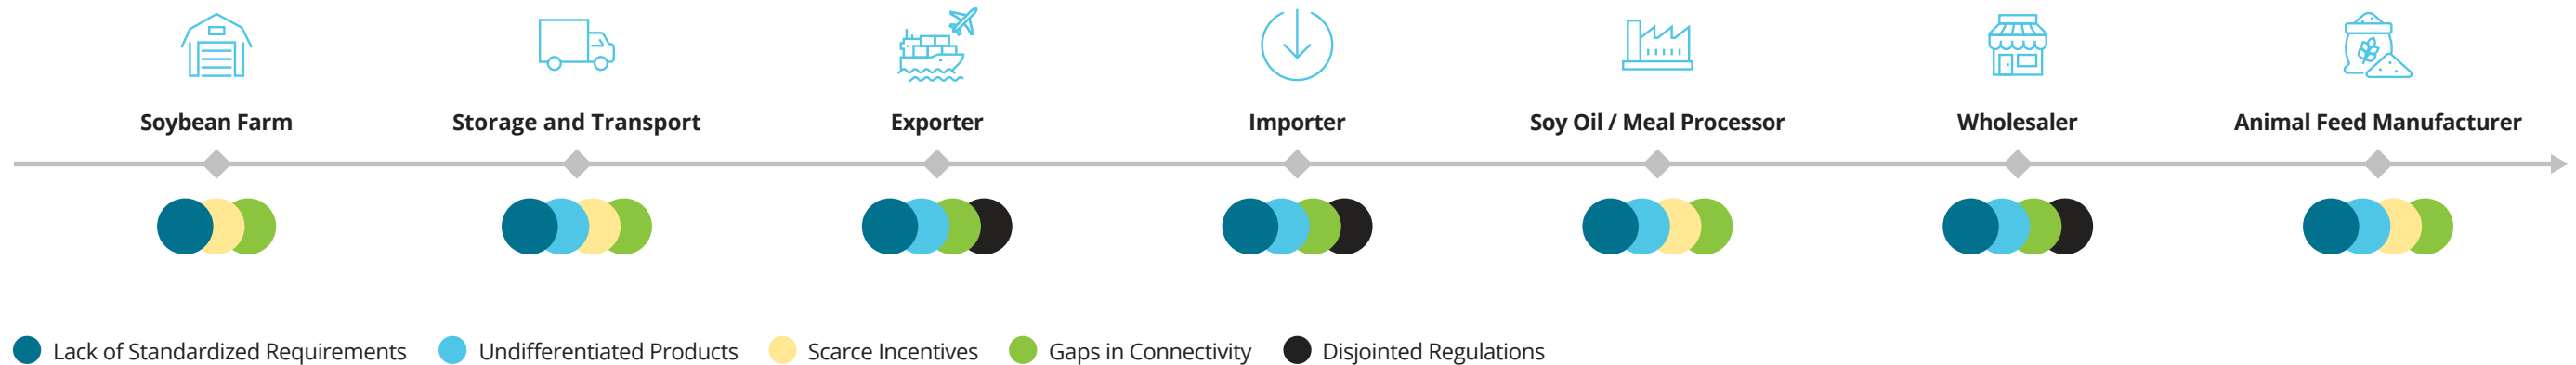 Soybean Farm
Storage and Transport
Exporter
Importer
Soy Oil / Meal Processor
Wholesaler
Animal Feed Manufacturer
Lack of Standardized Requirements
Undifferentiated Products
Scarce Incentives
Gaps in Connectivity
Disjointed Regulations